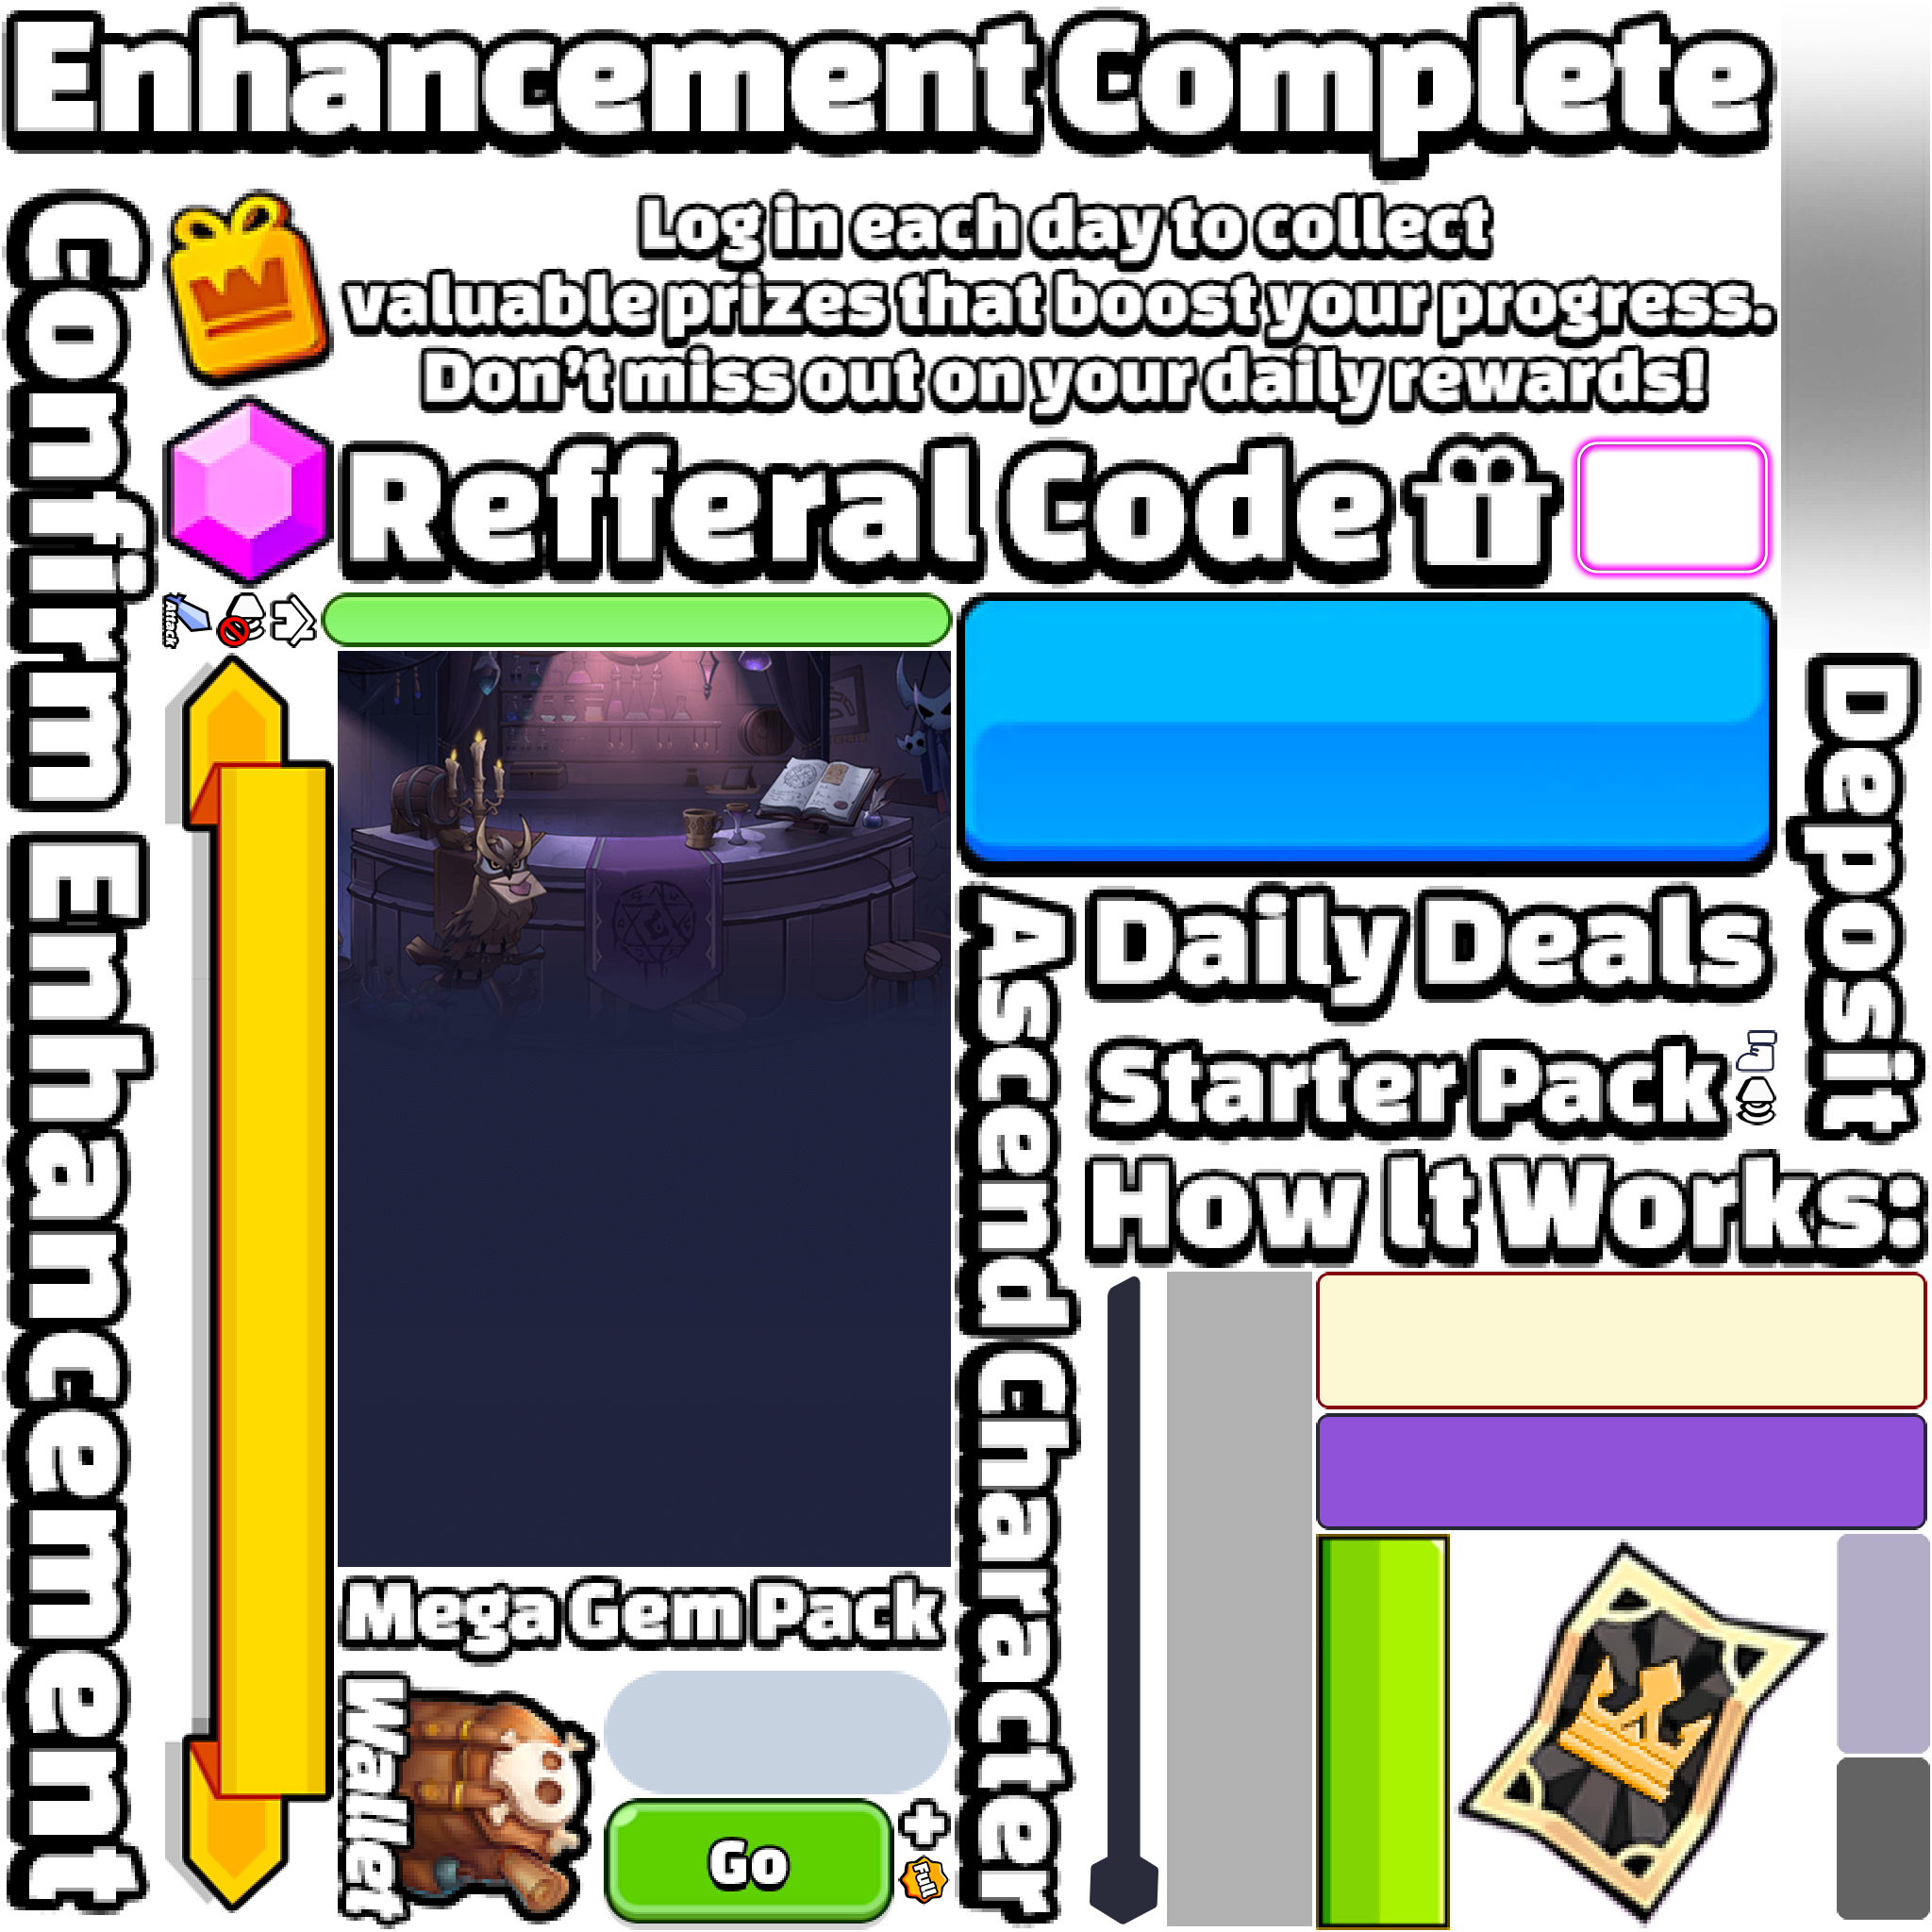 Enhancement Complete
Confirm Enhancement
Log in each day to collect
valuable prizes that boost your progress.
Don't miss out on your daily rewards!
Refferal Code
Attack
Deposit
Ascend Character
Daily Deals
Starter Pack
How It Works:
Mega Gem Pack
Wallet
Go
Full